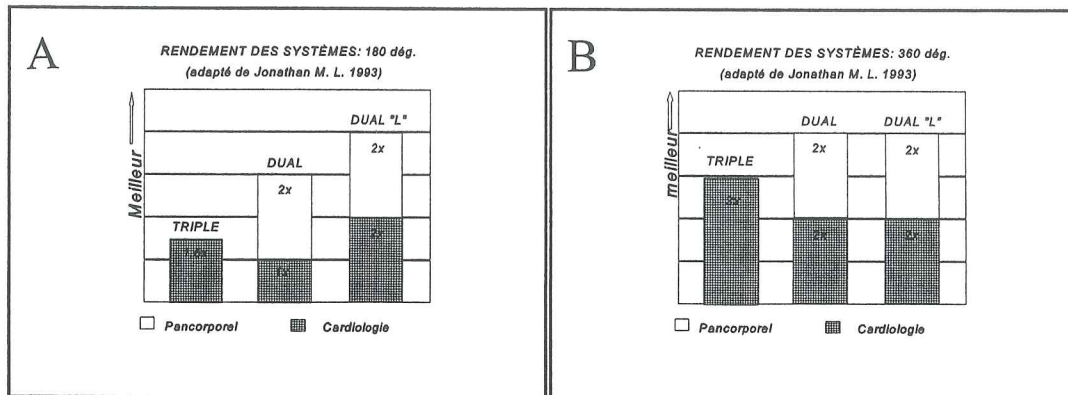 A
RENDEMENT DES SYSTÈMES: 180 dég.
(adapté de Jonathan M. L. 1993)
Meilleur
TRIPLE
1.5x
DUAL
2x
1x
DUAL "L"
2x
2x
Pancorporel
Cardiologie
B
RENDEMENT DES SYSTÈMES: 360 dég.
(adapté de Jonathan M. L. 1993)
meilleur
TRIPLE
3x
DUAL
2x
2x
DUAL "L"
2x
2x
Pancorporel
Cardiologie